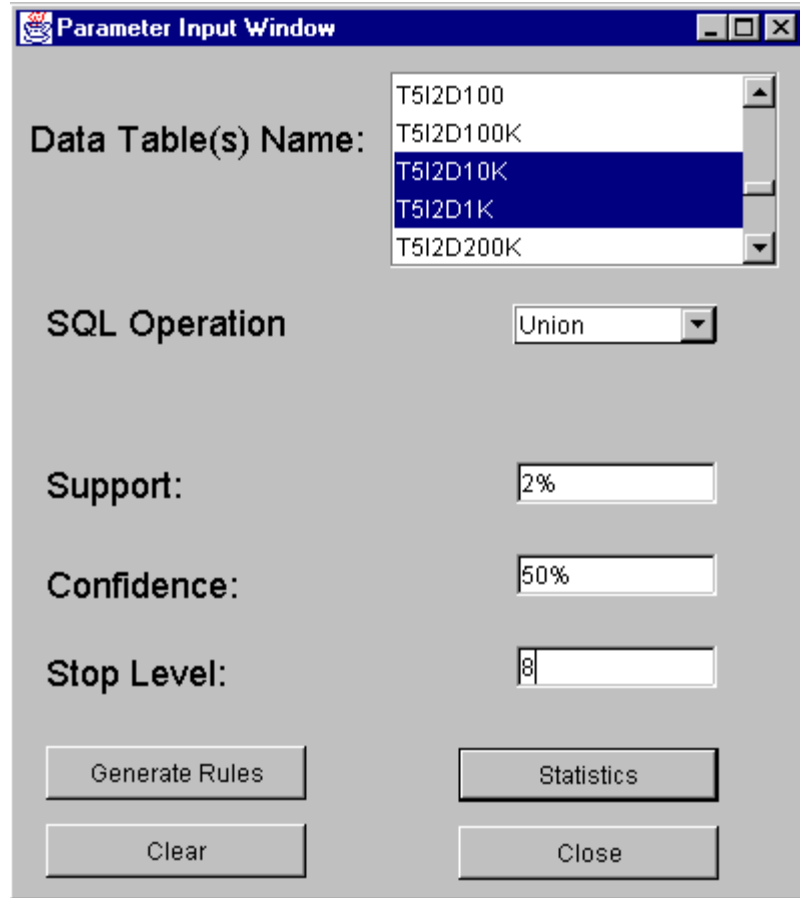 Parameter Input Window
Data Table(s) Name:
T5I2D100
T5I2D100K
T5I2D10K
T5I2D1K
T5I2D200K
SQL Operation
Union
Support:
2%
Confidence:
50%
Stop Level:
8
Generate Rules
Statistics
Clear
Close